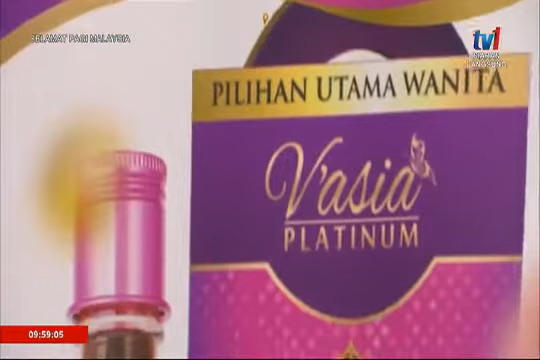 SELAMAT PAGI MALAYSIA
tv1
SIARAN
LANGSUNG
PILIHAN UTAMA WANITA
V'asia
PLATINUM
09:59:05